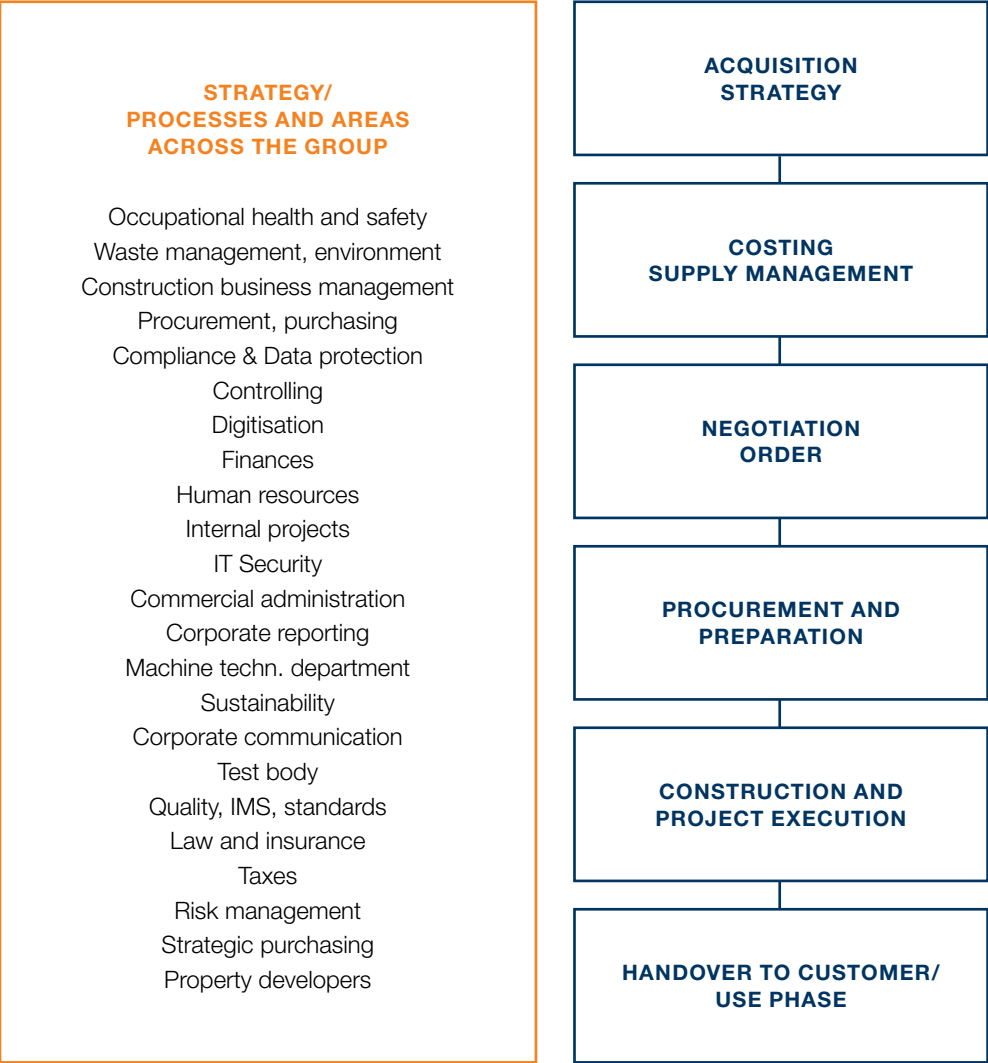 STRATEGY/
PROCESSES AND AREAS
ACROSS THE GROUP
Occupational health and safety
Waste management, environment
Construction business management
Procurement, purchasing
Compliance & Data protection
Controlling
Digitisation
Finances
Human resources
Internal projects
IT Security
Commercial administration
Corporate reporting
Machine techn. department
Sustainability
Corporate communication
Test body
Quality, IMS, standards
Law and insurance
Taxes
Risk management
Strategic purchasing
Property developers
ACQUISITION
STRATEGY
COSTING
SUPPLY MANAGEMENT
NEGOTIATION
ORDER
PROCUREMENT AND
PREPARATION
CONSTRUCTION AND
PROJECT EXECUTION
HANDOVER TO CUSTOMER/
USE PHASE